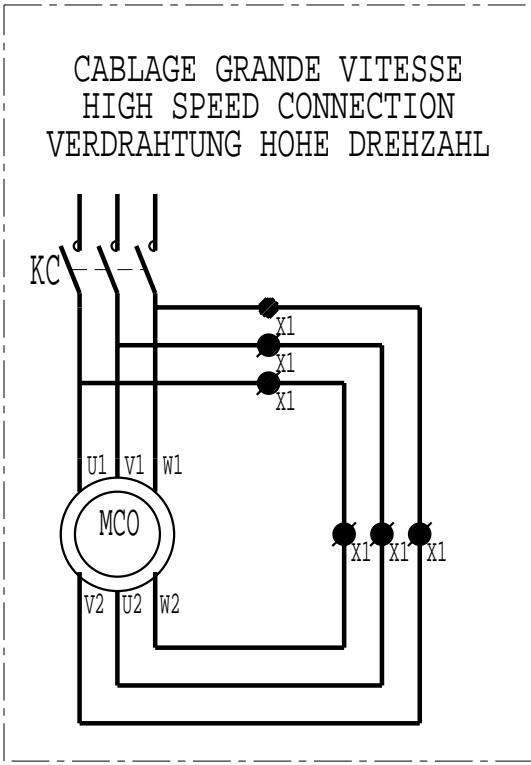 CABLAGE GRANDE VITESSE
HIGH SPEED CONNECTION
VERDRAHTUNG HOHE DREHZAHL
KC
X1
X1
X1
U1 V1 W1
MCO
X1 X1 X1
V2 U2 W2